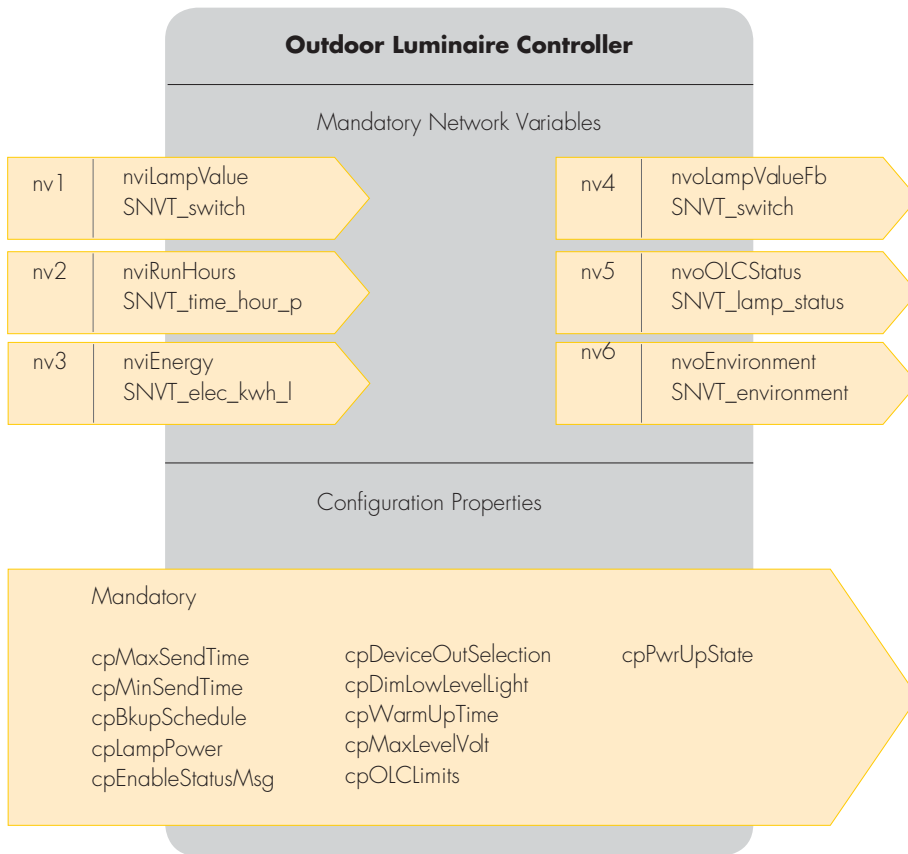 Outdoor Luminaire Controller
Mandatory Network Variables
nv1
nviLampValue
SNVT_switch
nv2
nviRunHours
SNVT_time_hour_p
nv3
nviEnergy
SNVT_elec_kwh_l
nv4
nvoLampValueFb
SNVT_switch
nv5
nvoOLCStatus
SNVT_lamp_status
nv6
nvoEnvironment
SNVT_environment
Configuration Properties
Mandatory
cpMaxSendTime
cpMinSendTime
cpBkupSchedule
cpLampPower
cpEnableStatusMsg
cpDeviceOutSelection
cpDimLowLevelLight
cpWarmUpTime
cpMaxLevelVolt
cpOLCLimits
cpPwrUpState